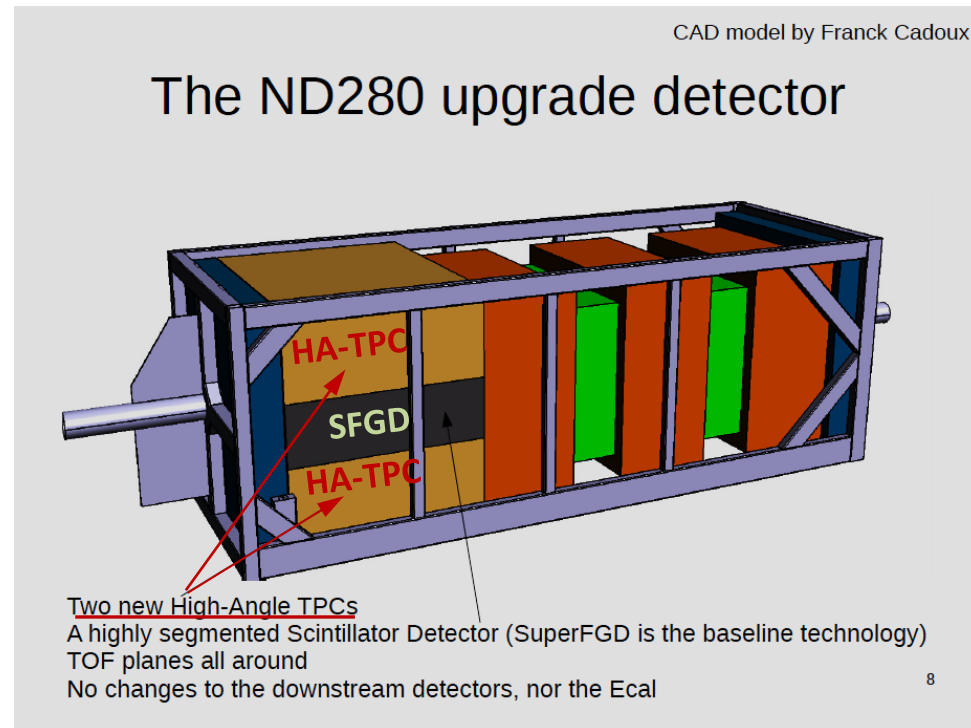 CAD model by Franck Cadoux
The ND280 upgrade detector
HA-TPC
SFGD
HA-TPC
Two new High-Angle TPCs
A highly segmented Scintillator Detector (SuperFGD is the baseline technology)
TOF planes all around
No changes to the downstream detectors, nor the Ecal
8